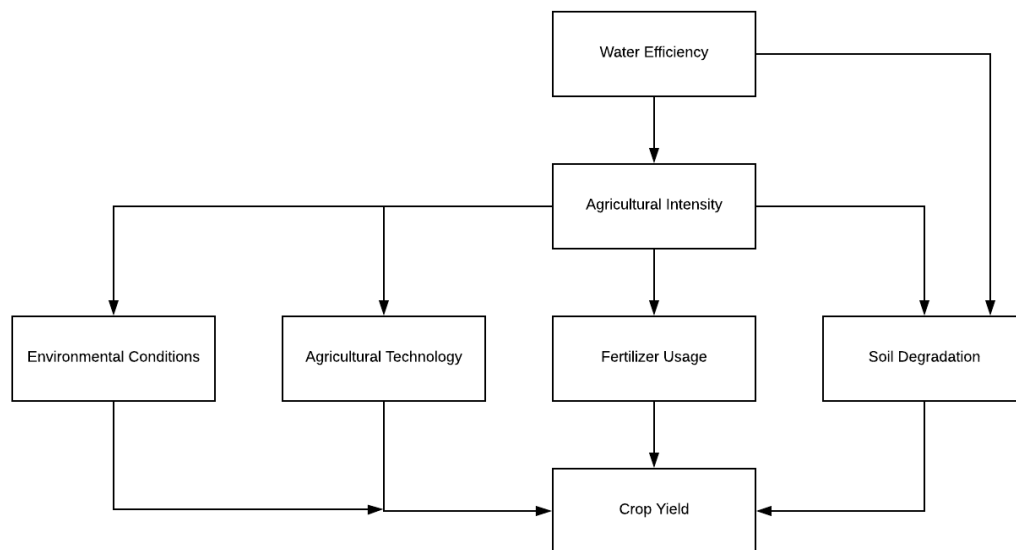 Water Efficiency
Agricultural Intensity
Environmental Conditions
Agricultural Technology
Fertilizer Usage
Soil Degradation
Crop Yield